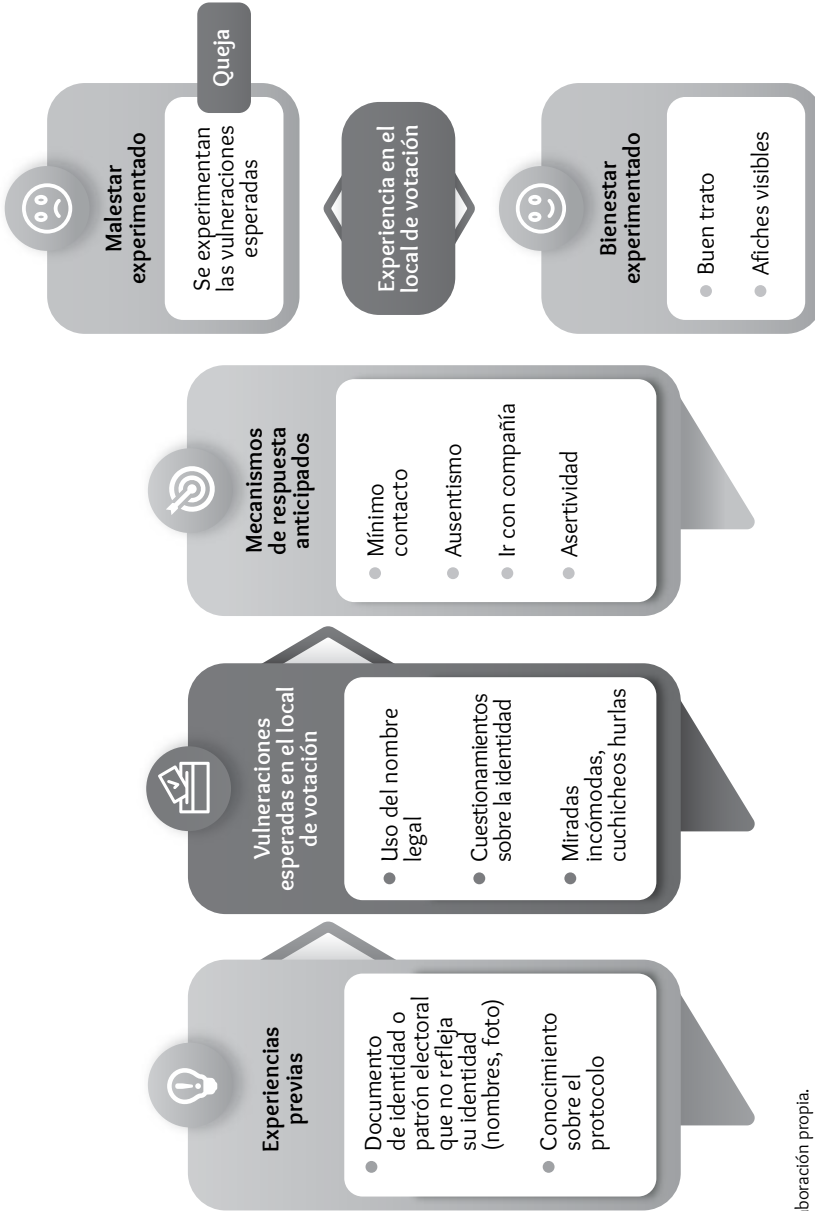 Experiencias
previas
Documento
de identidad o
patrón electoral
que no refleja
su identidad
(nombres, foto)
Conocimiento
sobre el
protocolo
Vulneraciones
esperadas en el local
de votación
Uso del nombre
legal
Cuestionamientos
sobre la identidad
Miradas
incómodas,
cuchicheos hurlas
Mecanismos
de respuesta
anticipados
Mínimo
contacto
Ausentismo
Ir con compañía
Asertividad
Malestar
experimentado
Se experimentan
las vulneraciones
esperadas
Queja
Experiencia en el
local de votación
Bienestar
experimentado
Buen trato
Afiches visibles
boración propia.